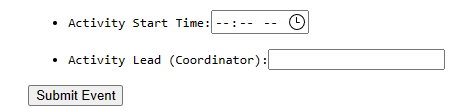 • Activity Start Time: --:-- --
• Activity Lead (Coordinator):
Submit Event